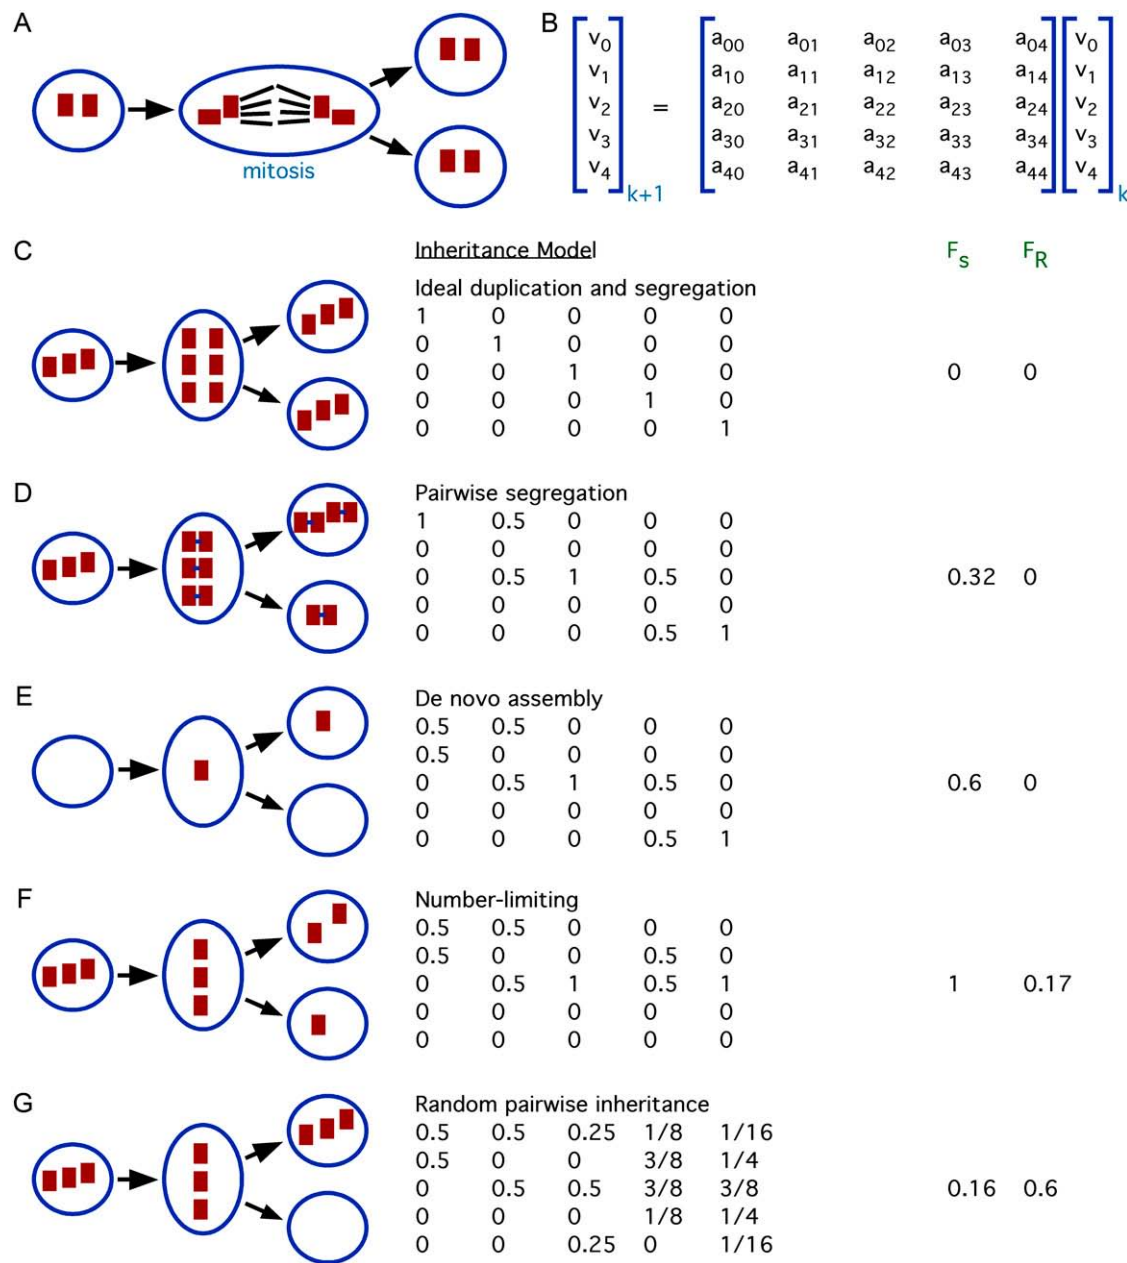 A
mitosis
B
v0 a00 a01 a02 a03 a04 v0
v1 a10 a11 a12 a13 a14 v1
v2 = a20 a21 a22 a23 a24 v2
v3 a30 a31 a32 a33 a34 v3
v4 a40 a41 a42 a43 a44 v4
k+1 k
C Inheritance Model Fs FR
Ideal duplication and segregation
1 0 0 0 0
0 1 0 0 0
0 0 1 0 0 0 0
0 0 0 1 0
0 0 0 0 1
D Pairwise segregation
1 0.5 0 0 0
0 0 0 0 0
0 0.5 1 0.5 0 0.32 0
0 0 0 0 0
0 0 0 0.5 1
E De novo assembly
0.5 0.5 0 0 0
0.5 0 0 0 0
0 0.5 1 0.5 0 0.6 0
0 0 0 0 0
0 0 0 0.5 1
F Number-limiting
0.5 0.5 0 0 0
0.5 0 0 0.5 0
0 0.5 1 0.5 1 1 0.17
0 0 0 0 0
0 0 0 0 0
G Random pairwise inheritance
0.5 0.5 0.25 1/8 1/16
0.5 0 0 3/8 1/4
0 0.5 0.5 3/8 3/8 0.16 0.6
0 0 0 1/8 1/4
0 0 0.25 0 1/16